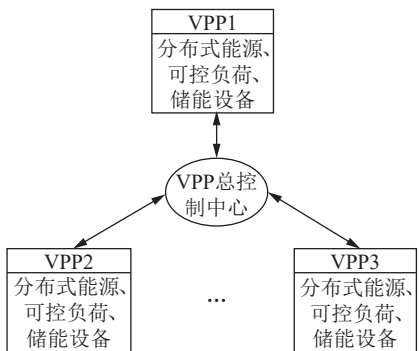 VPP1
分布式能源、
可控负荷、
储能设备
VPP总控
制中心
VPP2
分布式能源、
可控负荷、
储能设备
...
VPP3
分布式能源、
可控负荷、
储能设备